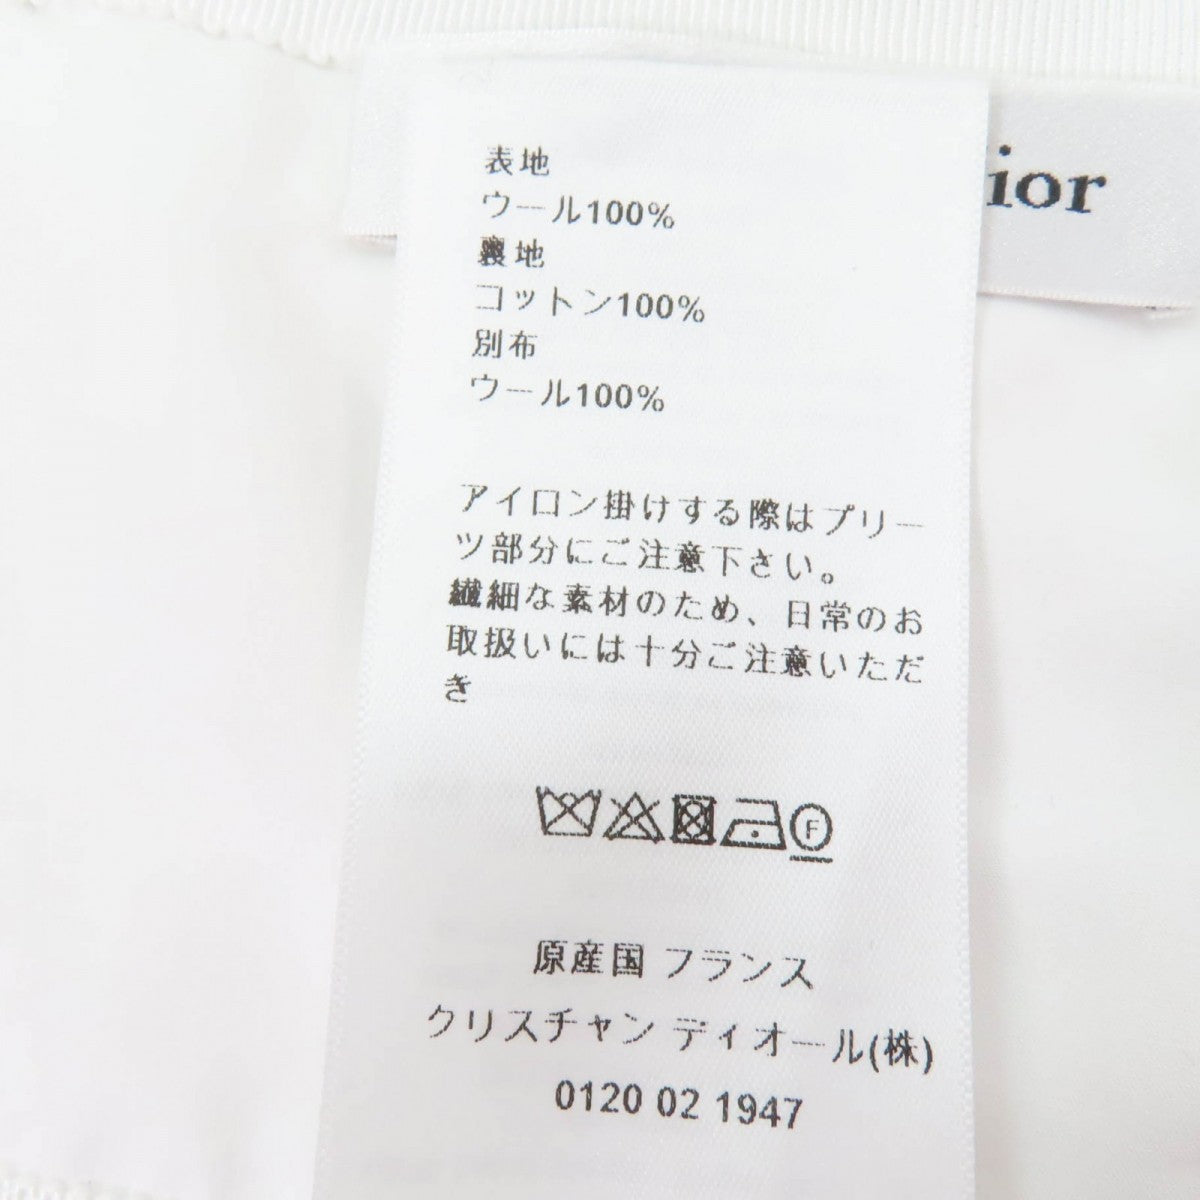 表地
ウール100%
裏地
コットン100%
別布
ウール100%
ior
アイロン掛けする際はプリー
ツ部分にご注意下さい。
繊細な素材のため、日常のお
取扱いには十分ご注意いただ
き
F
原産国 フランス
クリスチャン ディオール(株)
0120 02 1947